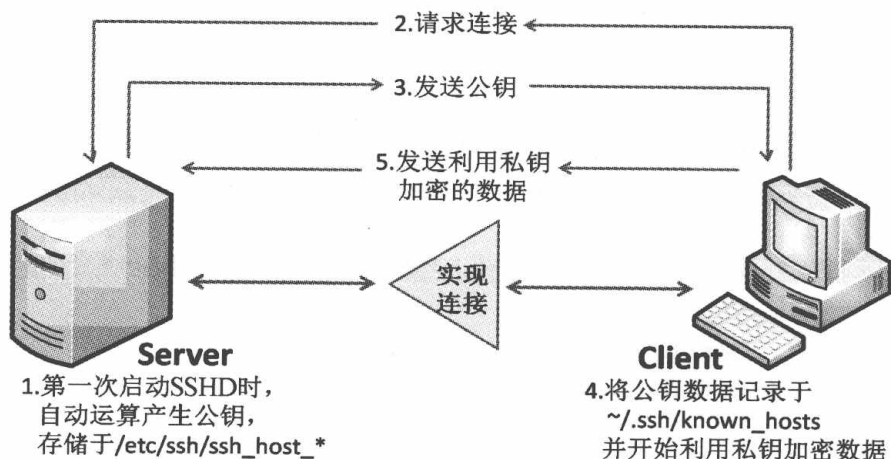 2.请求连接
3.发送公钥
5.发送利用私钥
加密的数据
实现
连接
Server
Client
1.第一次启动SSHD时，
自动运算产生公钥，
存储于/etc/ssh/ssh_host_*
4.将公钥数据记录于
~/.ssh/known_hosts
并开始利用私钥加密数据